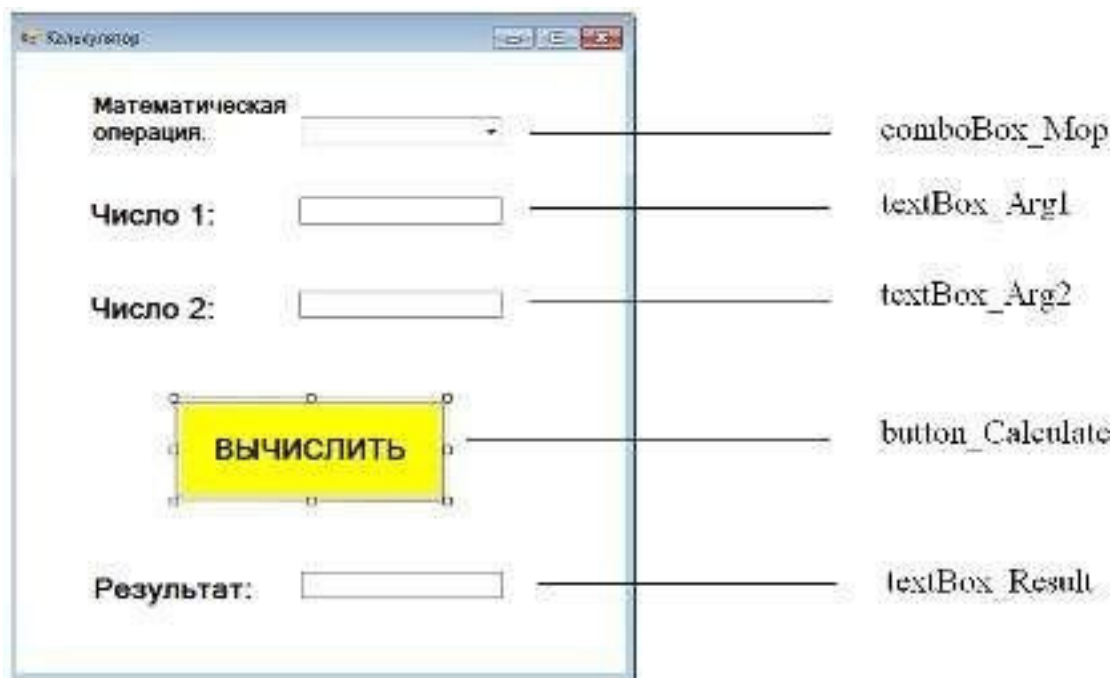 Калькулятор
Математическая
операция:
comboBox_Mop
Число 1:
textBox_Arg1
Число 2:
textBox_Arg2
ВЫЧИСЛИТЬ
button_Calculate
Результат:
textBox_Result